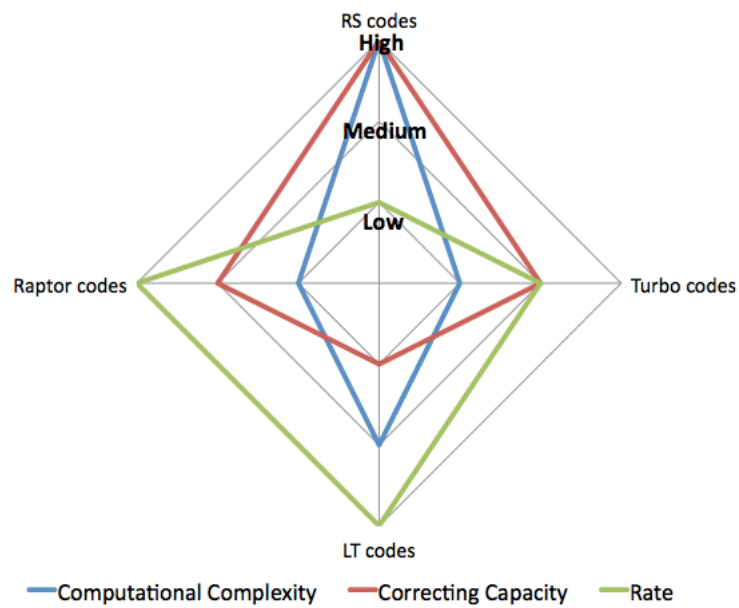 RS codes
High
Medium
Low
Raptor codes
Turbo codes
LT codes
Computational Complexity
Correcting Capacity
Rate